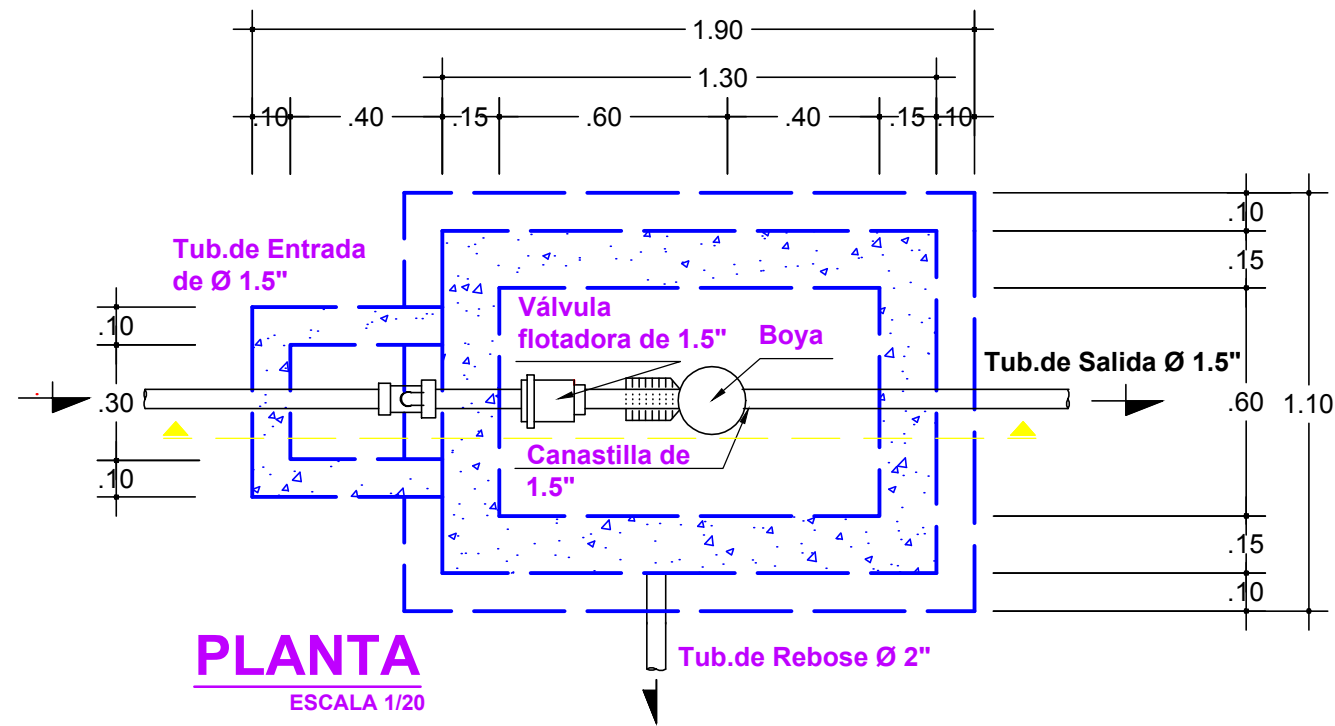 1.90
1.30
.10
.40
.15
.60
.40
.15
.10
Tub.de Entrada
de Ø 1.5"
Válvula
flotadora de 1.5"
Boya
Tub.de Salida Ø 1.5"
Canastilla de
1.5"
.10
.30
.10
.10
.15
.60
1.10
.15
.10
Tub.de Rebose Ø 2"
PLANTA
ESCALA 1/20